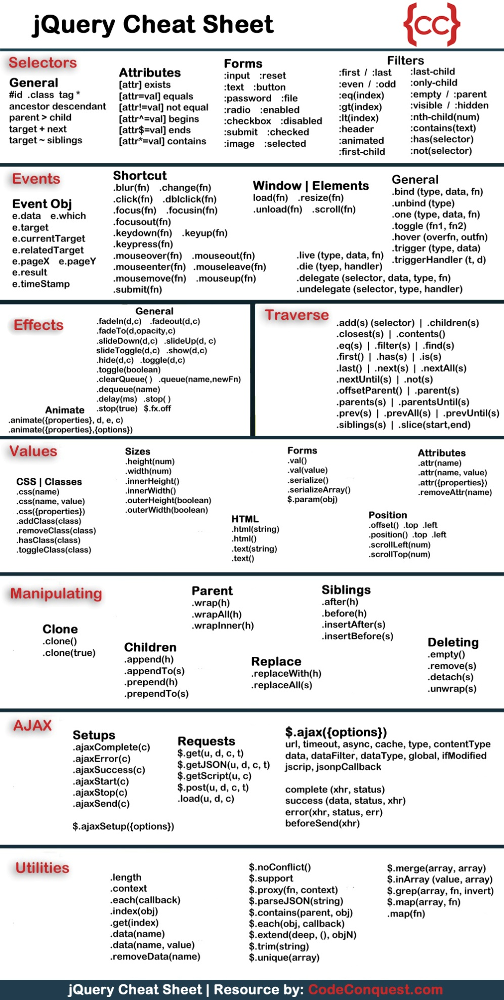 jQuery Cheat Sheet
{CC}
Selectors
General
#id .class tag *
ancestor descendant
parent > child
target + next
target ~ siblings
Attributes
[attr] exists
[attr=val] equals
[attr!=val] not equal
[attr^=val] begins
[attr$=val] ends
[attr*=val] contains
Forms
:input :reset
:text :button
:password :file
:radio :enabled
:checkbox :disabled
:submit :checked
:image :selected
Filters
:first / :last
:even / :odd
:eq(index)
:gt(index)
:lt(index)
:header
:animated
:first-child
:last-child
:only-child
:empty / :parent
:visible / :hidden
:nth-child(num)
:contains(text)
:has(selector)
:not(selector)
Events
Event Obj
e.data e.which
e.target
e.currentTarget
e.relatedTarget
e.pageX e.pageY
e.result
e.timeStamp
Shortcut
.blur(fn) .change(fn)
.click(fn) .dblclick(fn)
.focus(fn) .focusin(fn)
.focusout(fn)
.keydown(fn) .keyup(fn)
.keypress(fn)
.mouseover(fn) .mouseout(fn)
.mouseenter(fn) .mouseleave(fn)
.mousemove(fn) .mouseup(fn)
.submit(fn)
Window | Elements
load(fn) .resize(fn)
.unload(fn) .scroll(fn)
General
.bind (type, data, fn)
.unbind (type)
.one (type, data, fn)
.toggle (fn1, fn2)
.hover (overfn, outfn)
.trigger (type, data)
.triggerHandler (t, d)
.live (type, data, fn)
.die (tyep, handler)
.delegate (selector, data, type, fn)
.undelegate (selector, type, handler)
Effects
General
.fadeIn(d,c) .fadeout(d,c)
.fadeTo(d,opacity,c)
.slideDown(d,c) .slideUp(d, c)
slideToggle(d,c) .show(d,c)
.hide(d,c) .toggle(d,c)
.toggle(boolean)
.clearQueue( ) .queue(name,newFn)
.dequeue(name)
.delay(ms) .stop( )
.stop(true) $.fx.off
Animate
.animate({properties}, d, e, c)
.animate({properties},{options})
Traverse
.add(s) (selector) | .children(s)
.closest(s) | .contents()
.eq(s) | .filter(s) | .find(s)
.first() | .has(s) | .is(s)
.last() | .next(s) | .nextAll(s)
.nextUntil(s) | .not(s)
.offsetParent() | .parent(s)
.parents(s) | .parentsUntil(s)
.prev(s) | .prevAll(s) | .prevUntil(s)
.siblings(s) | .slice(start,end)
Values
CSS | Classes
.css(name)
.css(name, value)
.css({properties})
.addClass(class)
.removeClass(class)
.hasClass(class)
.toggleClass(class)
Sizes
.height(num)
.width(num)
.innerHeight()
.innerWidth()
.outerHeight(boolean)
.outerWidth(boolean)
HTML
.html(string)
.html()
.text(string)
.text()
Forms
.val()
.val(value)
.serialize()
.serializeArray()
$.param(obj)
Attributes
.attr(name)
.attr(name, value)
.attr({properties})
.removeAttr(name)
Position
.offset() .top .left
.position() .top .left
.scrollLeft(num)
.scrollTop(num)
Manipulating
Clone
.clone()
.clone(true)
Children
.append(h)
.appendTo(s)
.prepend(h)
.prependTo(s)
Parent
.wrap(h)
.wrapAll(h)
.wrapInner(h)
Replace
.replaceWith(h)
.replaceAll(s)
Siblings
.after(h)
.before(h)
.insertAfter(s)
.insertBefore(s)
Deleting
.empty()
.remove(s)
.detach(s)
.unwrap(s)
AJAX
Setups
.ajaxComplete(c)
.ajaxError(c)
.ajaxSuccess(c)
.ajaxStart(c)
.ajaxStop(c)
.ajaxSend(c)
$.ajaxSetup({options})
Requests
$.get(u, d, c, t)
$.getJSON(u, d, c, t)
$.getScript(u, c)
$.post(u, d, c, t)
.load(u, d, c)
$.ajax({options})
url, timeout, async, cache, type, contentType
data, dataFilter, dataType, global, ifModified
jscrip, jsonpCallback
complete (xhr, status)
success (data, status, xhr)
error(xhr, status, err)
beforeSend(xhr)
Utilities
.length
.context
.each(callback)
.index(obj)
.get(index)
.data(name)
.data(name, value)
.removeData(name)
$.noConflict()
$.support
$.proxy(fn, context)
$.parseJSON(string)
$.contains(parent, obj)
$.each(obj, callback)
$.extend(deep, (), objN)
$.trim(string)
$.unique(array)
$.merge(array, array)
$.inArray (value, array)
$.grep(array, fn, invert)
$.map(array, fn)
.map(fn)
jQuery Cheat Sheet | Resource by: CodeConquest.com